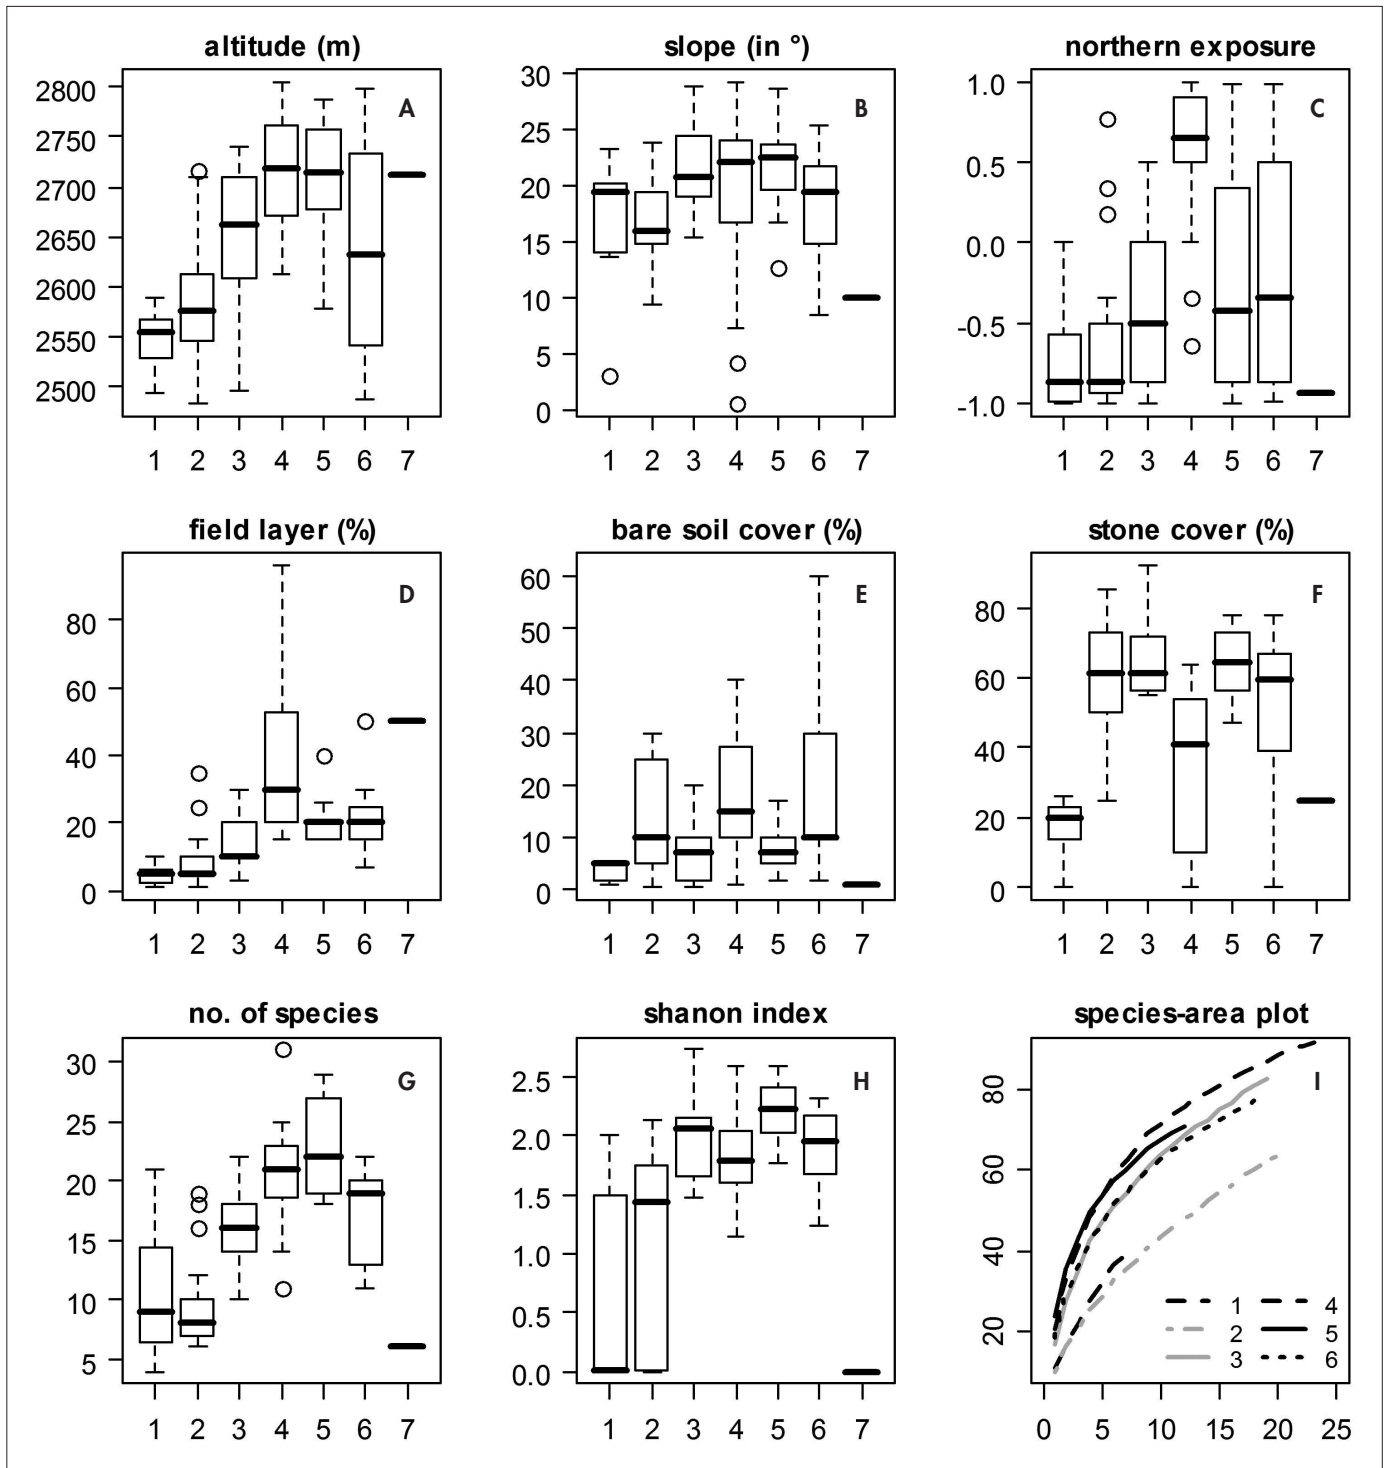 altitude (m)
A
2800
2750
2700
2650
2600
2550
2500
1 2 3 4 5 6 7
slope (in °)
B
30
25
20
15
10
5
0
1 2 3 4 5 6 7
northern exposure
C
1.0
0.5
0.0
-0.5
-1.0
1 2 3 4 5 6 7
field layer (%)
D
80
60
40
20
0
1 2 3 4 5 6 7
bare soil cover (%)
E
60
50
40
30
20
10
0
1 2 3 4 5 6 7
stone cover (%)
F
80
60
40
20
0
1 2 3 4 5 6 7
no. of species
G
30
25
20
15
10
5
1 2 3 4 5 6 7
shanon index
H
2.5
2.0
1.5
1.0
0.5
0.0
1 2 3 4 5 6 7
species-area plot
I
80
60
40
20
1 4
2 5
3 6
0 5 10 15 20 25